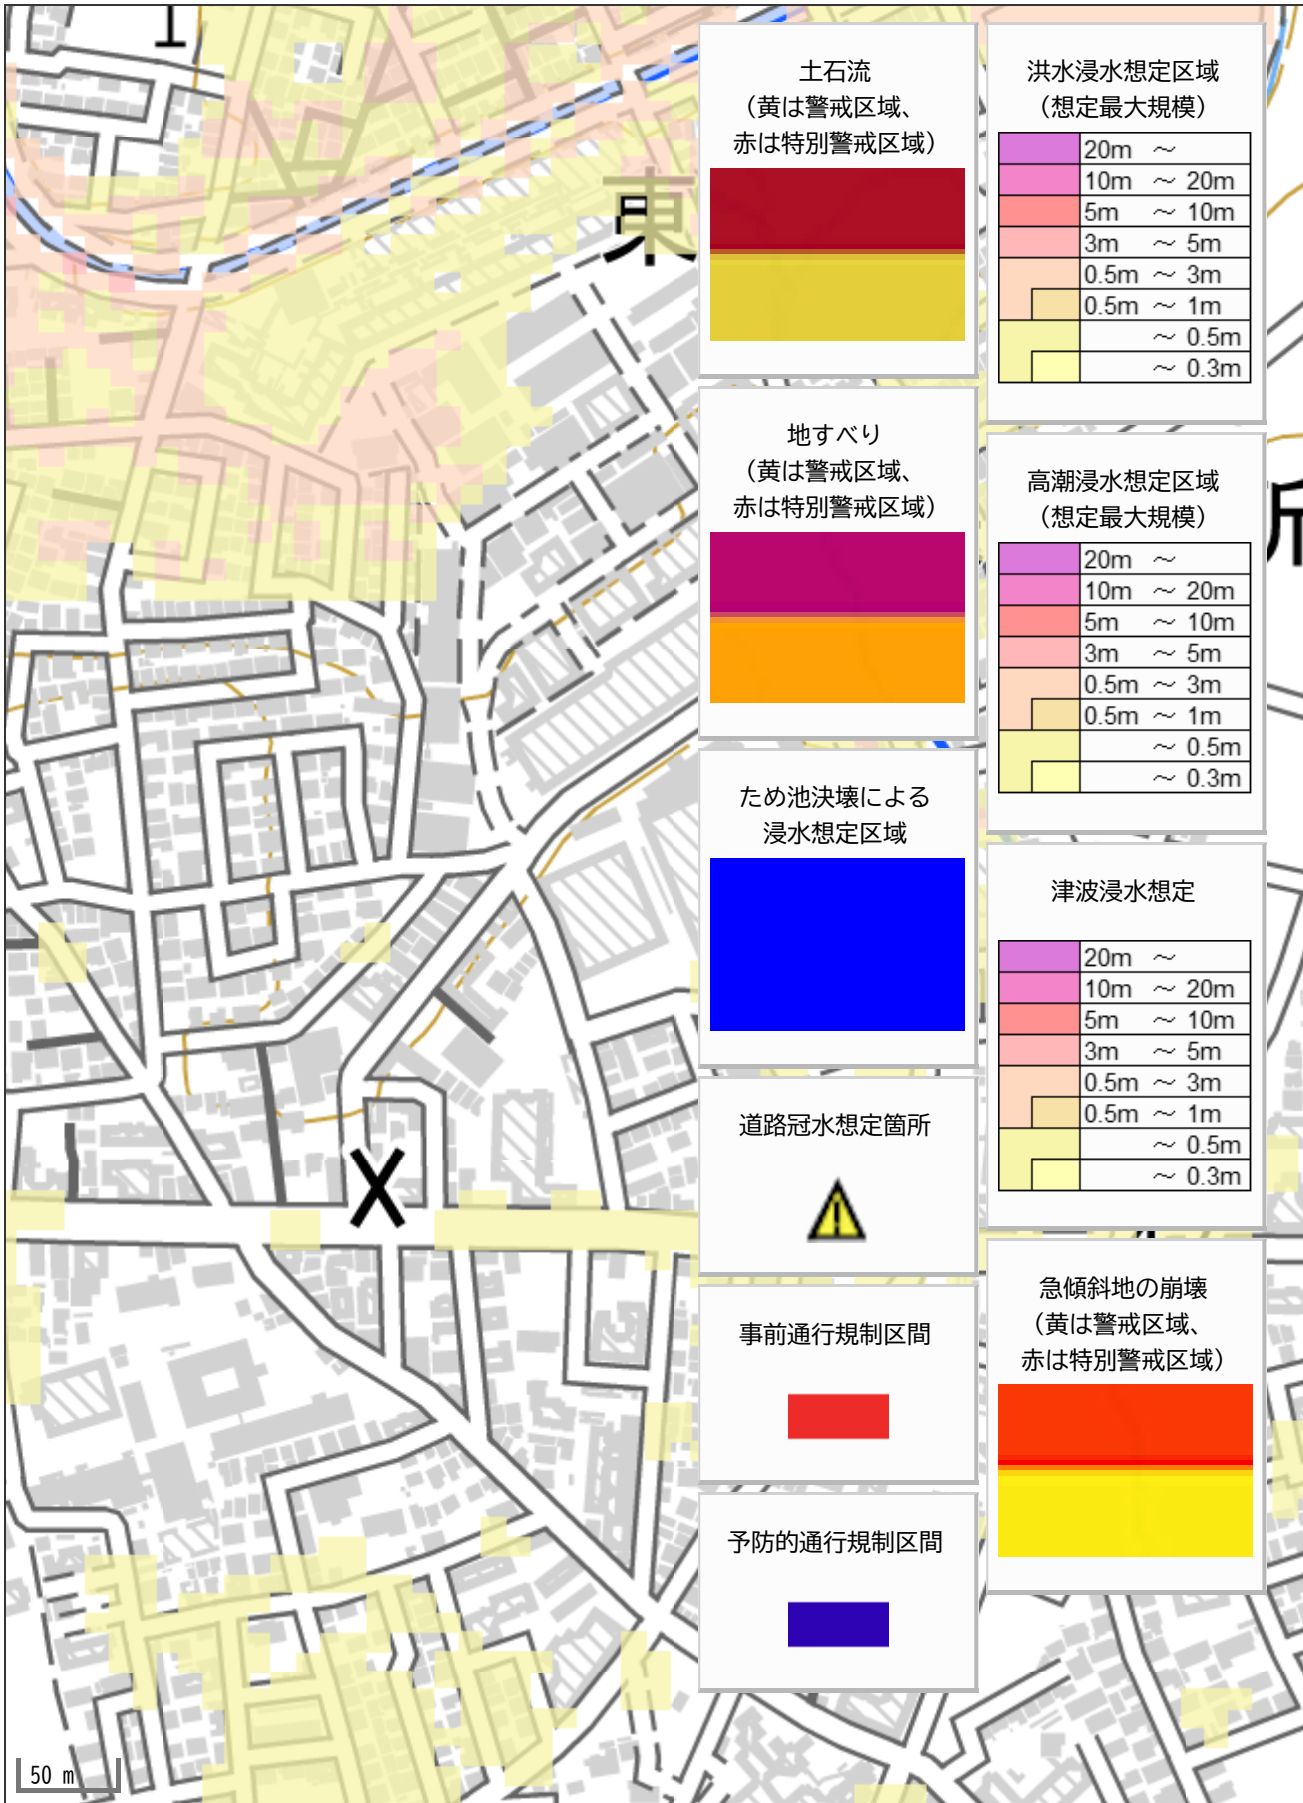 東
土石流
(黄は警戒区域、
赤は特別警戒区域)
地すべり
(黄は警戒区域、
赤は特別警戒区域)
ため池決壊による
浸水想定区域
道路冠水想定箇所
事前通行規制区間
予防的通行規制区間
洪水浸水想定区域
(想定最大規模)
20m ～
10m ～ 20m
5m ～ 10m
3m ～ 5m
0.5m ～ 3m
0.5m ～ 1m
～ 0.5m
～ 0.3m
高潮浸水想定区域
(想定最大規模)
20m ～
10m ～ 20m
5m ～ 10m
3m ～ 5m
0.5m ～ 3m
0.5m ～ 1m
～ 0.5m
～ 0.3m
津波浸水想定
20m ～
10m ～ 20m
5m ～ 10m
3m ～ 5m
0.5m ～ 3m
0.5m ～ 1m
～ 0.5m
～ 0.3m
急傾斜地の崩壊
(黄は警戒区域、
赤は特別警戒区域)
50 m